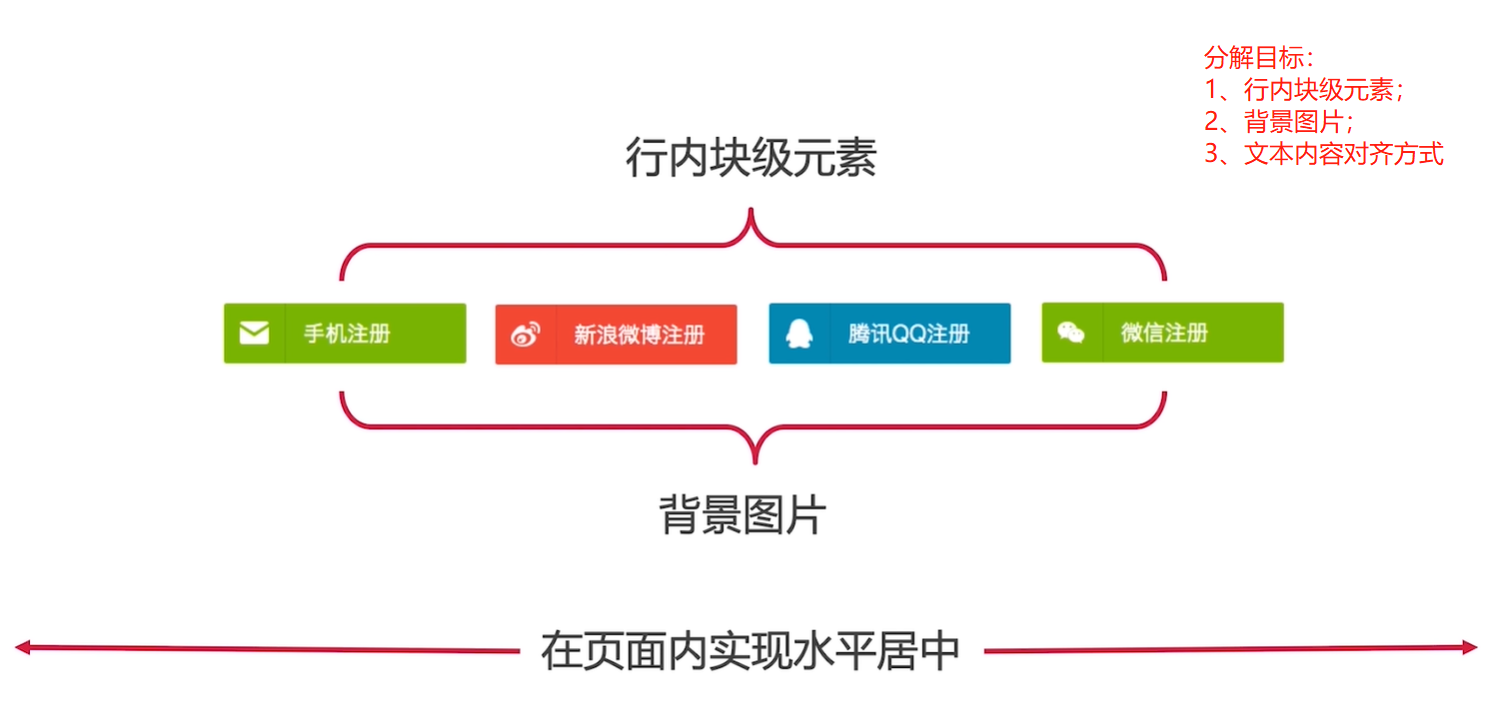 分解目标：
1、行内块级元素；
2、背景图片；
3、文本内容对齐方式
行内块级元素
手机注册
新浪微博注册
腾讯QQ注册
微信注册
背景图片
在页面内实现水平居中